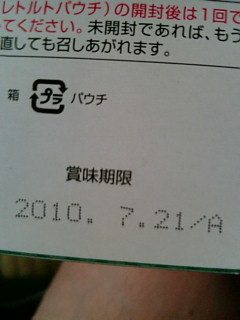 レトルトパウチ)の開封後は1回で
てください。未開封であれば、もう
直しても召しあがれます。
箱 プラ パウチ
賞味期限
2010. 7.21/A